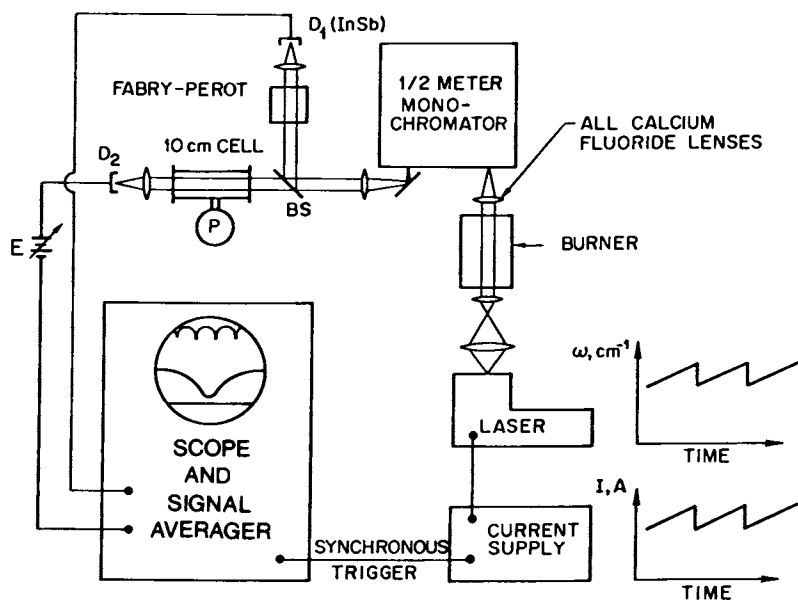 D1 (InSb)
FABRY-PEROT
1/2 METER
MONO-
CHROMATOR
10 cm CELL
ALL CALCIUM
FLUORIDE LENSES
D2
BS
P
E
BURNER
ω, cm⁻¹
LASER
TIME
SCOPE
AND
SIGNAL
AVERAGER
I, A
CURRENT
SUPPLY
SYNCHRONOUS
TRIGGER
TIME